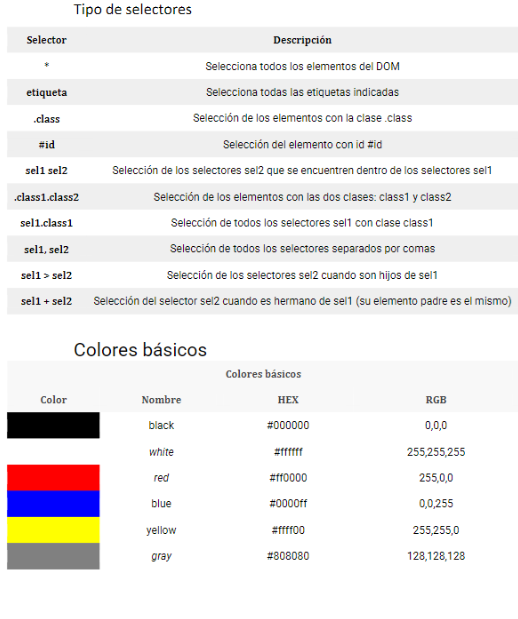 Tipo de selectores
Selector Descripción
* Selecciona todos los elementos del DOM
etiqueta Selecciona todas las etiquetas indicadas
.class Selección de los elementos con la clase .class
#id Selección del elemento con id #id
sel1 sel2 Selección de los selectores sel2 que se encuentren dentro de los selectores sel1
.class1.class2 Selección de los elementos con las dos clases: class1 y class2
sel1.class1 Selección de todos los selectores sel1 con clase class1
sel1, sel2 Selección de todos los selectores separados por comas
sel1 > sel2 Selección de los selectores sel2 cuando son hijos de sel1
sel1 + sel2 Selección del selector sel2 cuando es hermano de sel1 (su elemento padre es el mismo)
Colores básicos
Colores básicos
Color Nombre HEX RGB
black #000000 0,0,0
white #ffffff 255,255,255
red #ff0000 255,0,0
blue #0000ff 0,0,255
yellow #ffff00 255,255,0
gray #808080 128,128,128